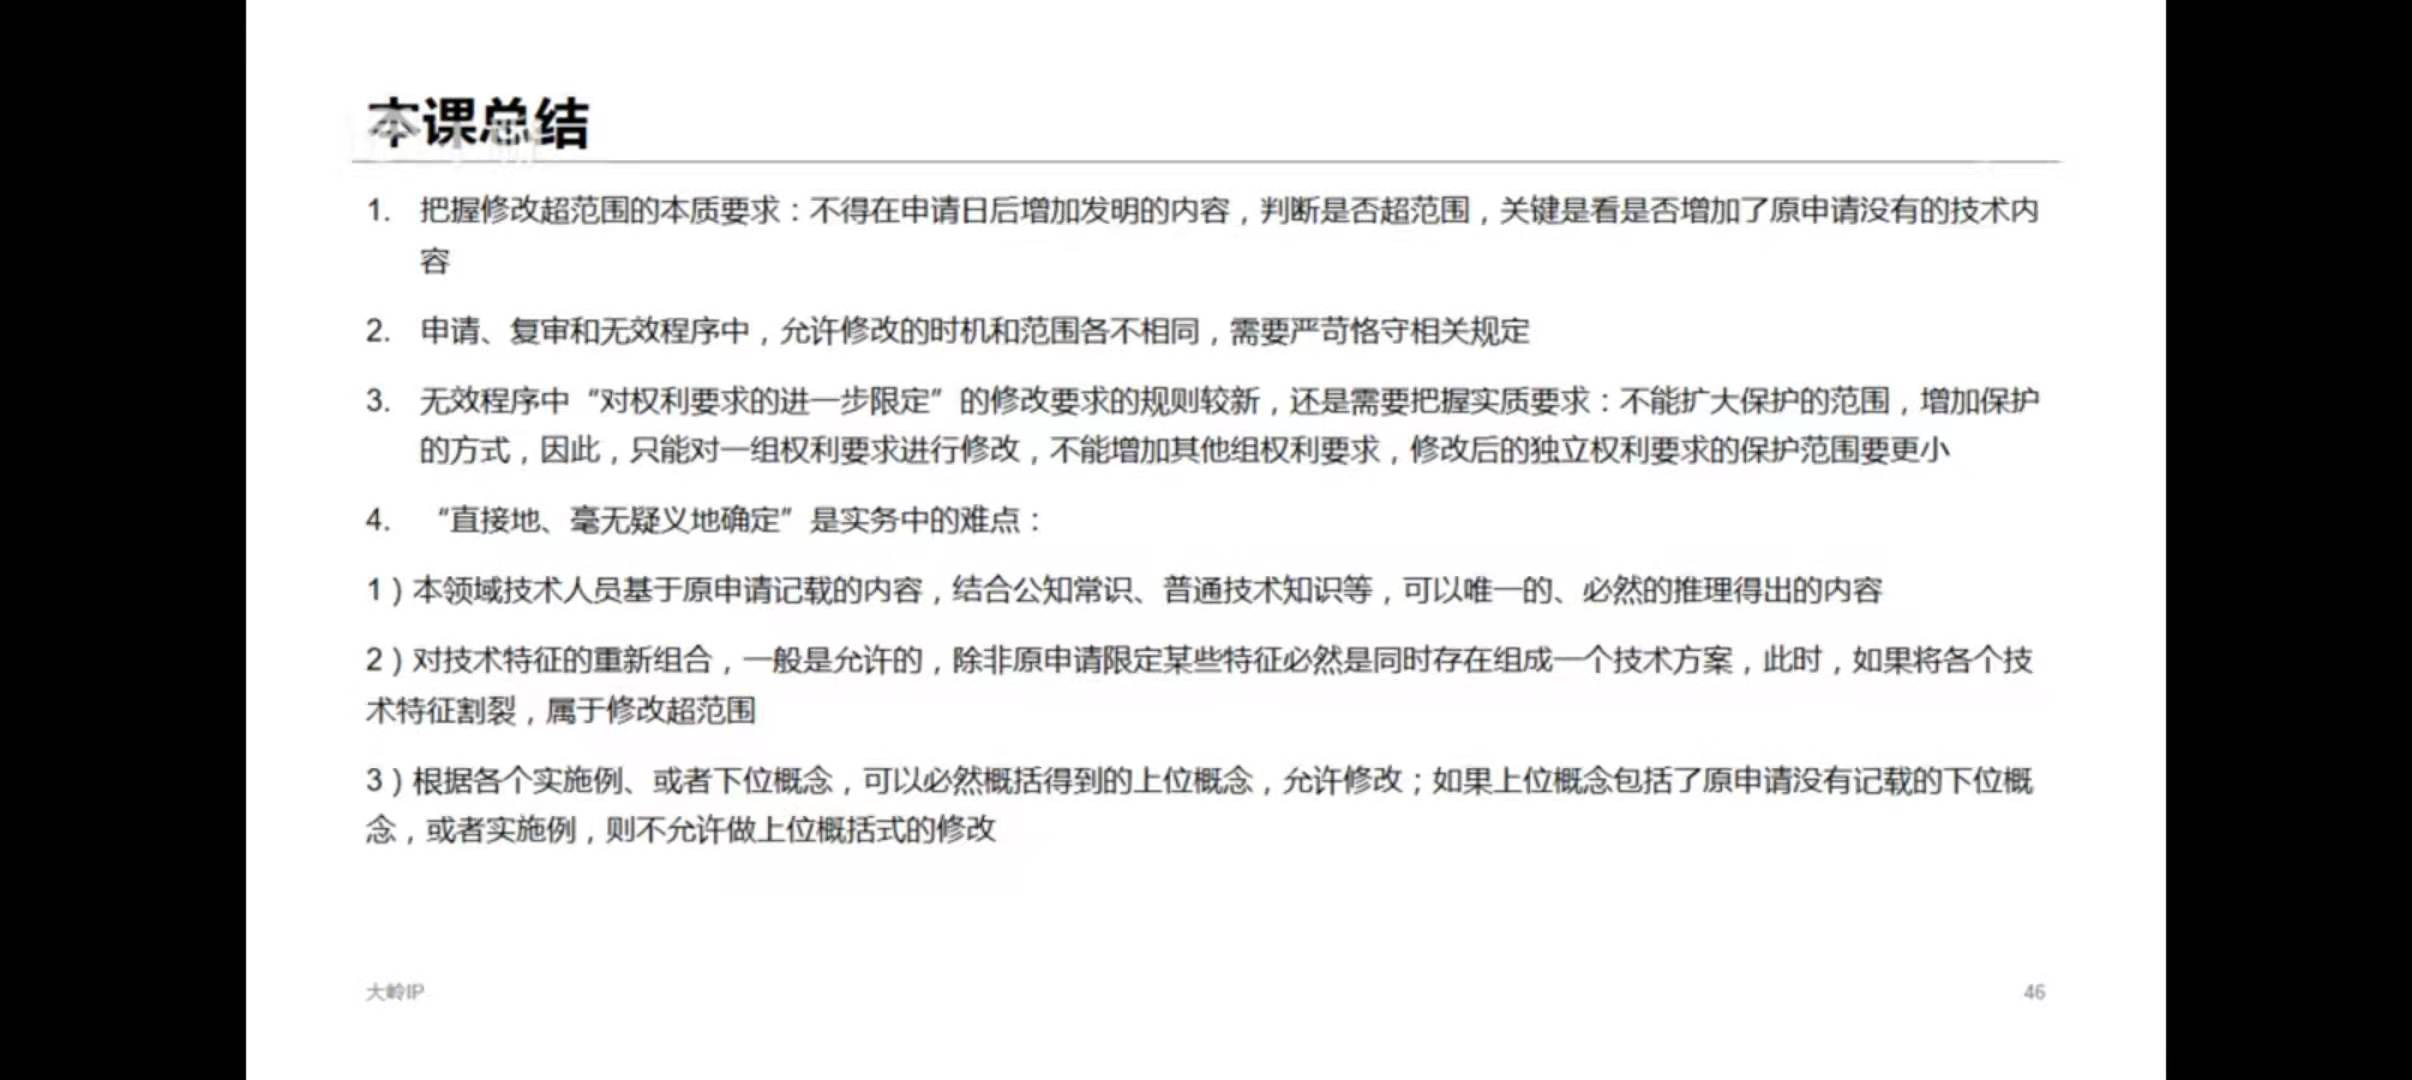 本课总结
1. 把握修改超范围的本质要求：不得在申请日后增加发明的内容，判断是否超范围，关键是看是否增加了原申请没有的技术内
容
2. 申请、复审和无效程序中，允许修改的时机和范围各不相同，需要严苛恪守相关规定
3. 无效程序中“对权利要求的进一步限定”的修改要求的规则较新，还是需要把握实质要求：不能扩大保护的范围，增加保护
的方式，因此，只能对一组权利要求进行修改，不能增加其他组权利要求，修改后的独立权利要求的保护范围要更小
4. “直接地、毫无疑义地确定”是实务中的难点：
1）本领域技术人员基于原申请记载的内容，结合公知常识、普通技术知识等，可以唯一的、必然的推理得出的内容
2）对技术特征的重新组合，一般是允许的，除非原申请限定某些特征必然是同时存在组成一个技术方案，此时，如果将各个技
术特征割裂，属于修改超范围
3）根据各个实施例、或者下位概念，可以必然概括得到的上位概念，允许修改；如果上位概念包括了原申请没有记载的下位概
念，或者实施例，则不允许做上位概括式的修改
大岭IP
46